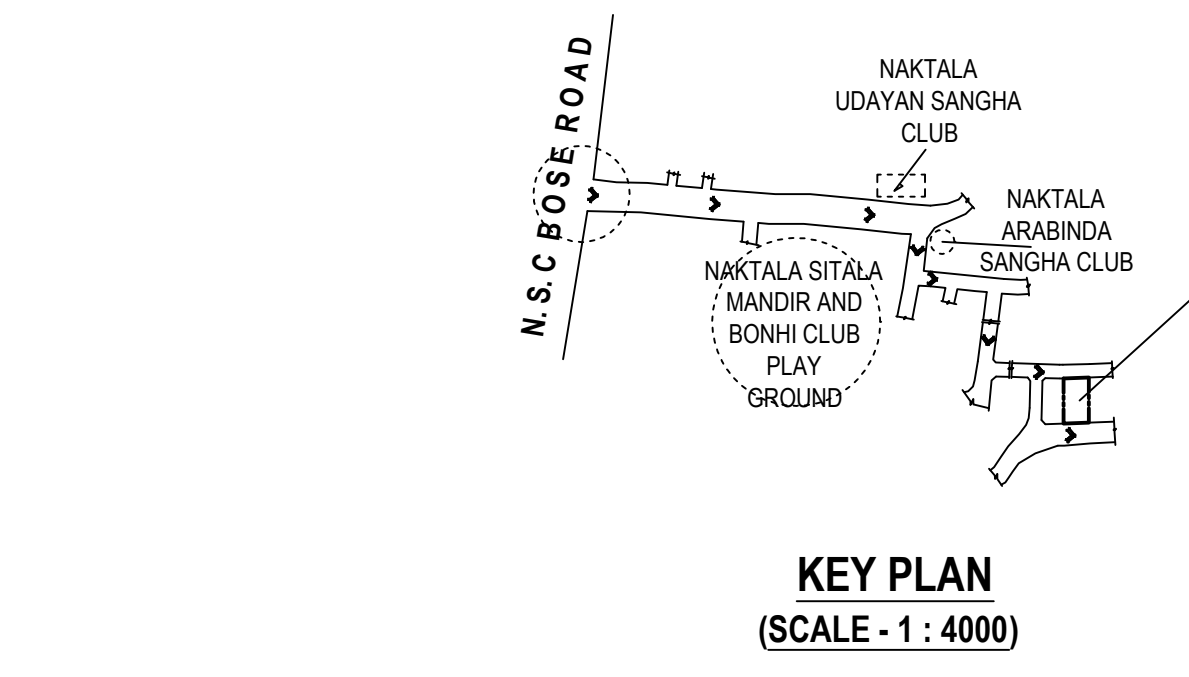 N. S. C BOSE ROAD
NAKTALA
UDAYAN SANGHA
CLUB
NAKTALA
ARABINDA
SANGHA CLUB
NAKTALA SITALA
MANDIR AND
BONHI CLUB
PLAY
GROUND
KEY PLAN
(SCALE - 1 : 4000)